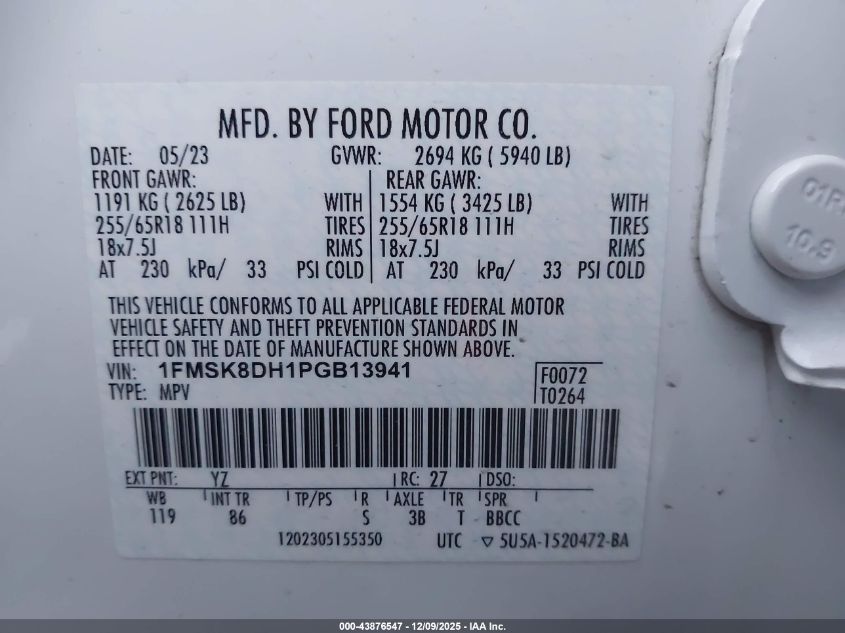 MFD. BY FORD MOTOR CO.
DATE: 05/23 GVWR: 2694 KG ( 5940 LB)
FRONT GAWR: REAR GAWR:
1191 KG ( 2625 LB) WITH 1554 KG ( 3425 LB) WITH
255/65R18 111H TIRES 255/65R18 111H TIRES
18x7.5J RIMS 18x7.5J RIMS
AT 230 kPa/ 33 PSI COLD AT 230 kPa/ 33 PSI COLD
THIS VEHICLE CONFORMS TO ALL APPLICABLE FEDERAL MOTOR
VEHICLE SAFETY AND THEFT PREVENTION STANDARDS IN
EFFECT ON THE DATE OF MANUFACTURE SHOWN ABOVE.
VIN: 1FMSK8DH1PGB13941 F0072
TYPE: MPV T0264
EXT PNT: YZ RC: 27 DSO:
WB INT TR TP/PS R AXLE TR SPR
119 86 S 3B T BBCC
1202305155350 UTC ▽ 5U5A-1520472-BA
10.9
000-43876547 - 12/09/2025 - IAA Inc.